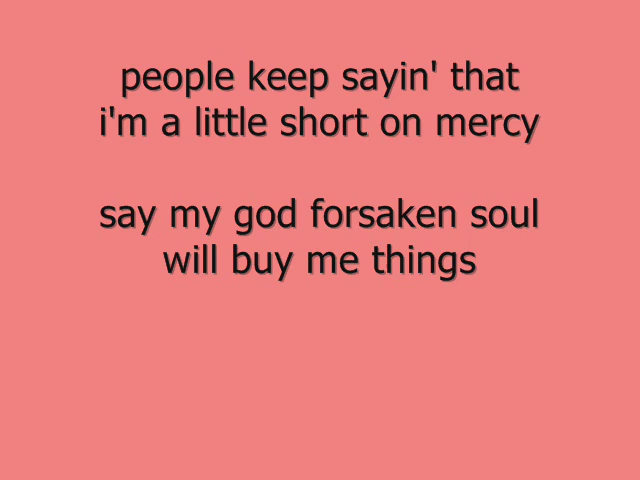 people keep sayin' that
i'm a little short on mercy
say my god forsaken soul
will buy me things